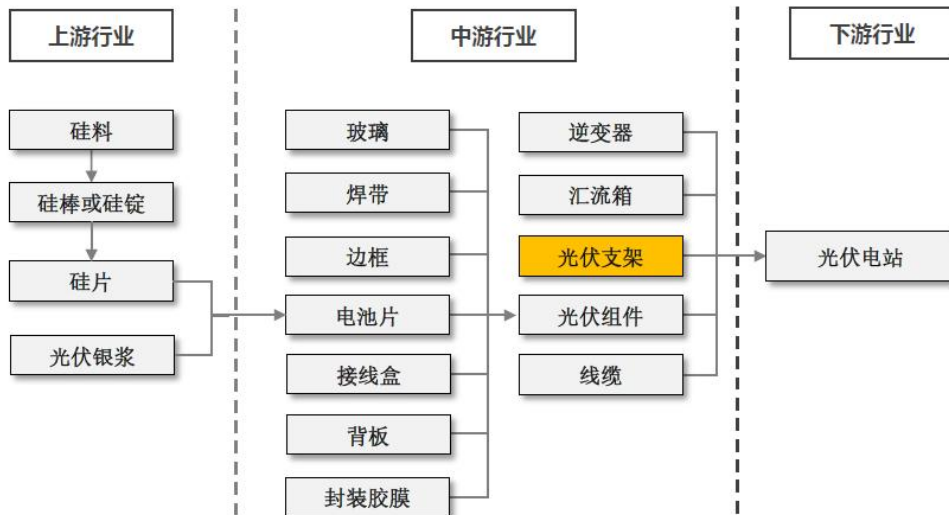 上游行业
中游行业
下游行业
硅料
硅棒或硅锭
硅片
光伏银浆
玻璃
焊带
边框
电池片
接线盒
背板
封装胶膜
逆变器
汇流箱
光伏支架
光伏组件
线缆
光伏电站